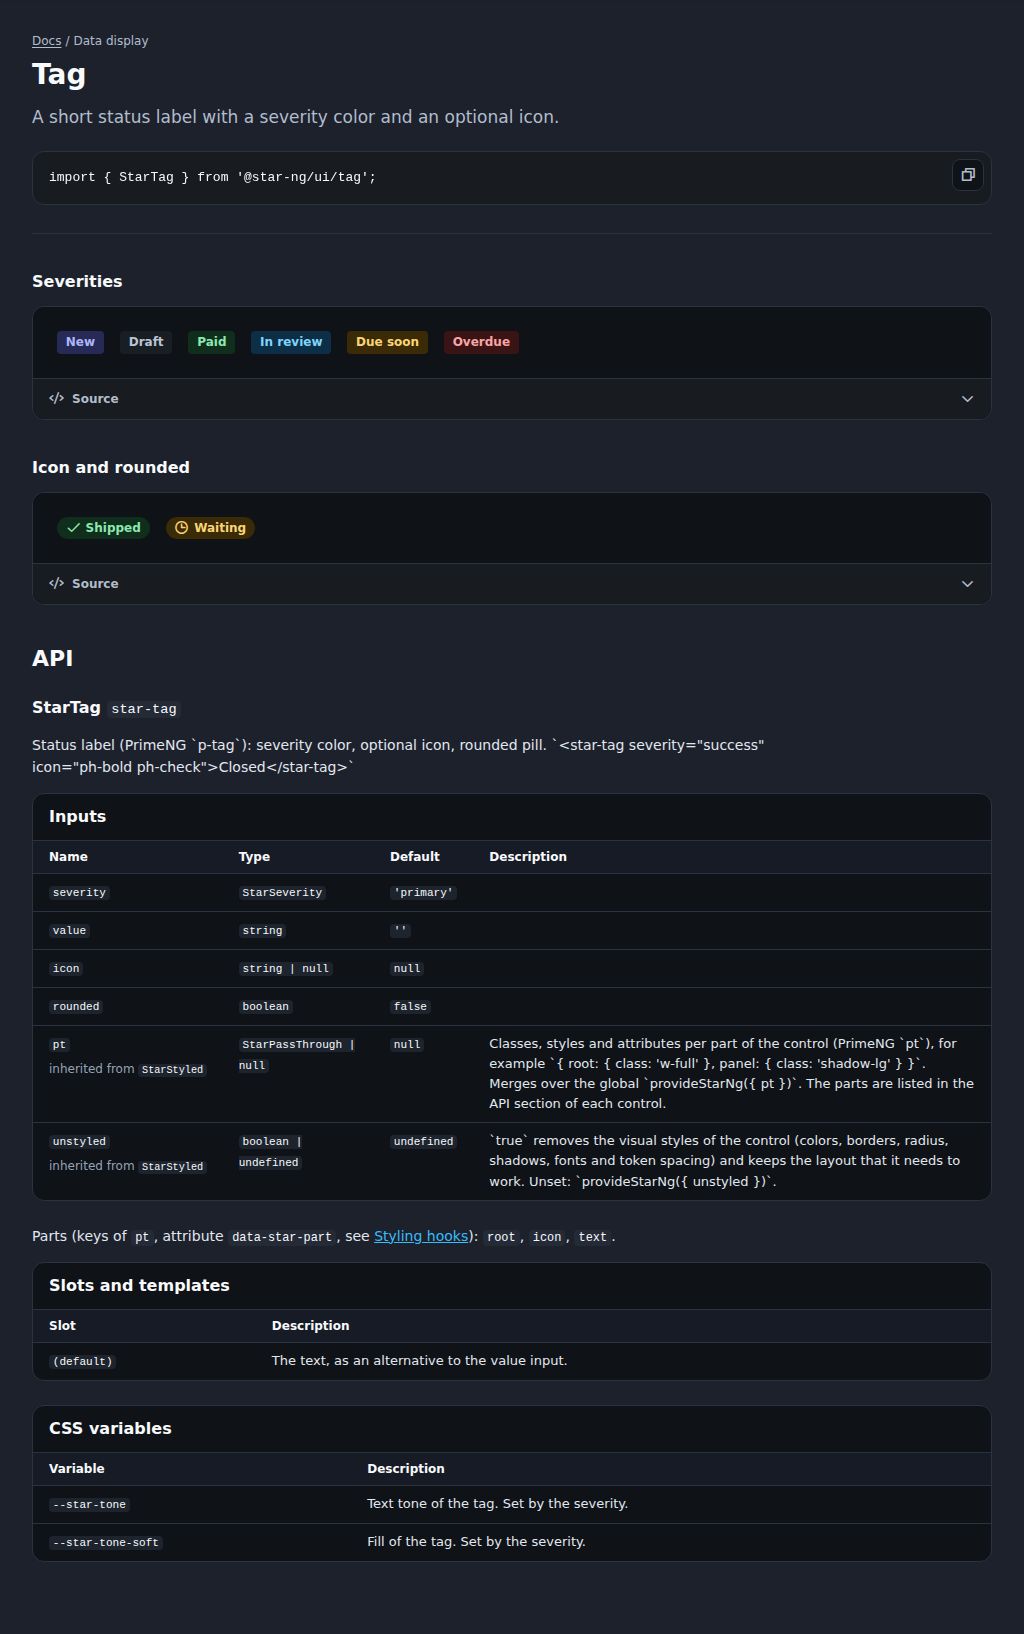 Docs / Data display
Tag
A short status label with a severity color and an optional icon.
import { StarTag } from '@star-ng/ui/tag';
Severities
New Draft Paid In review Due soon Overdue
</> Source
Icon and rounded
Shipped Waiting
</> Source
API
StarTag star-tag
Status label (PrimeNG `p-tag`): severity color, optional icon, rounded pill. `<star-tag severity="success"
icon="ph-bold ph-check">Closed</star-tag>`
Inputs
Name Type Default Description
severity StarSeverity 'primary'
value string ''
icon string | null null
rounded boolean false
pt StarPassThrough | null Classes, styles and attributes per part of the control (PrimeNG `pt`), for
inherited from StarStyled null example `{ root: { class: 'w-full' }, panel: { class: 'shadow-lg' } }`.
Merges over the global `provideStarNg({ pt })`. The parts are listed in the
API section of each control.
unstyled boolean | undefined `true` removes the visual styles of the control (colors, borders, radius,
inherited from StarStyled undefined shadows, fonts and token spacing) and keeps the layout that it needs to
work. Unset: `provideStarNg({ unstyled })`.
Parts (keys of pt, attribute data-star-part, see Styling hooks): root, icon, text.
Slots and templates
Slot Description
(default) The text, as an alternative to the value input.
CSS variables
Variable Description
--star-tone Text tone of the tag. Set by the severity.
--star-tone-soft Fill of the tag. Set by the severity.